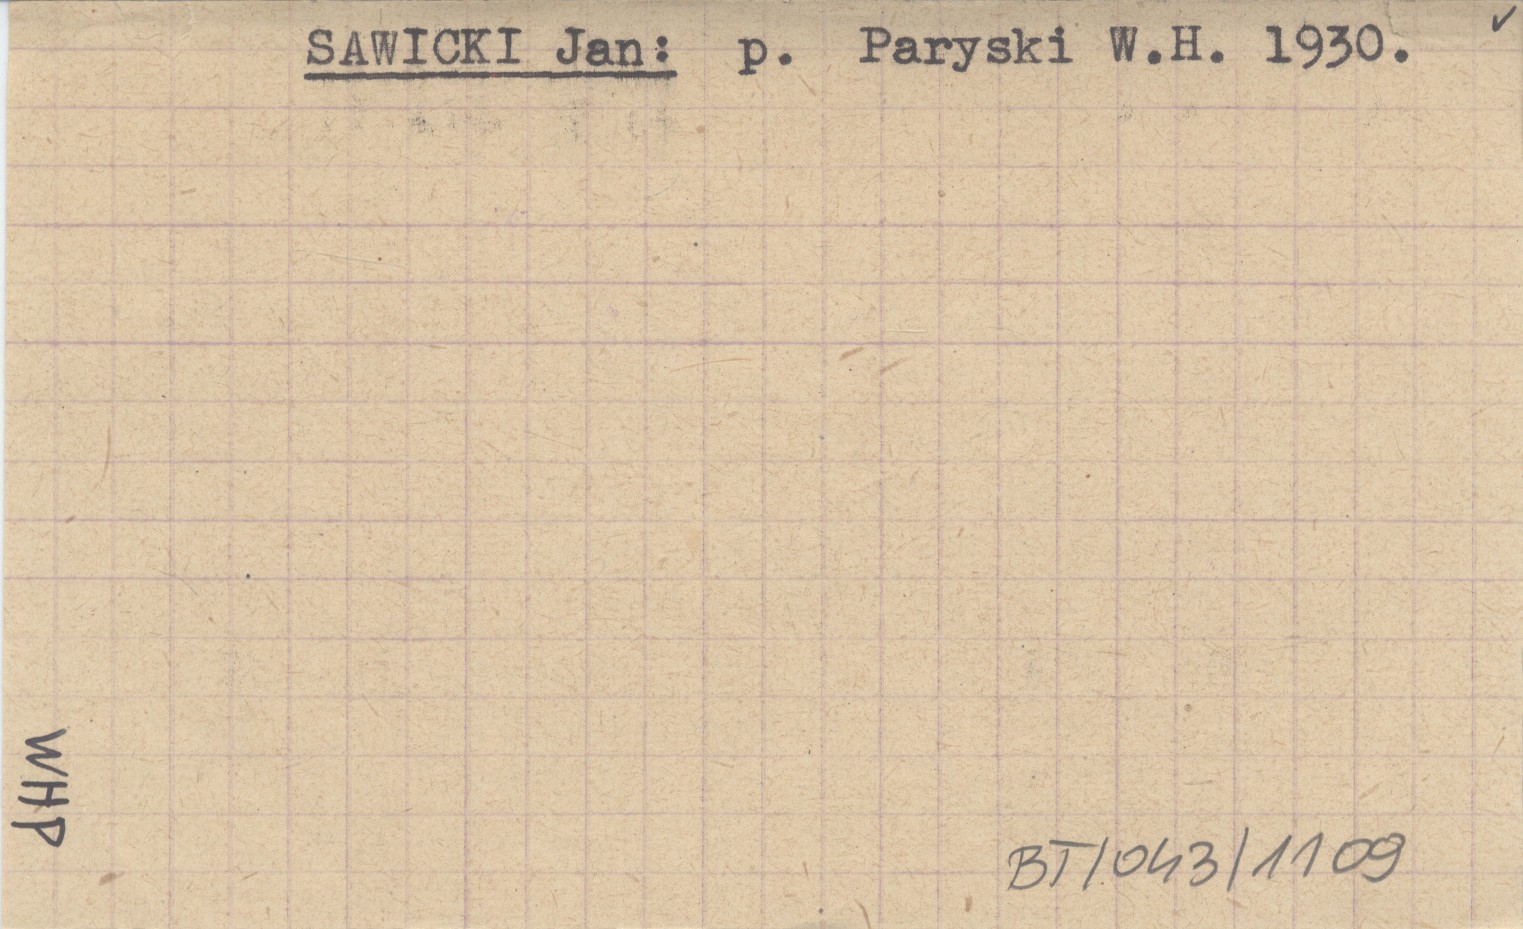 SAWICKI Jan: p. Paryski W.H. 1930.
WHP
BT/043/1109